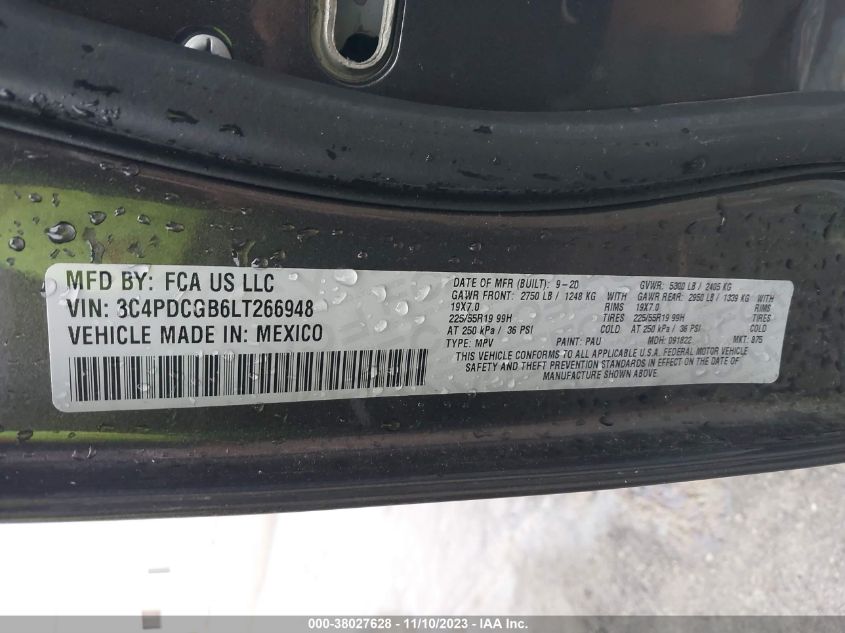 MFD BY: FCA US LLC
VIN: 3C4PDCGB6LT266948
VEHICLE MADE IN: MEXICO
DATE OF MFR (BUILT): 9-20 GVWR: 5300 LB / 2405 KG
GAWR FRONT: 2750 LB / 1248 KG GAWR REAR: 2950 LB / 1339 KG
19X7.0 RIMS 19X7.0 RIMS
225/55R19 99H TIRES 225/55R19 99H TIRES
AT 250 kPa / 36 PSI COLD AT 250 kPa / 36 PSI COLD
TYPE: MPV PAINT: PAU MDH: 091822 MKT: 875
THIS VEHICLE CONFORMS TO ALL APPLICABLE U.S.A. FEDERAL MOTOR VEHICLE
SAFETY AND THEFT PREVENTION STANDARDS IN EFFECT ON THE DATE OF
MANUFACTURE SHOWN ABOVE.
000-38027628 - 11/10/2023 - IAA Inc.